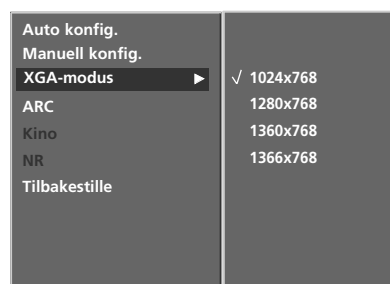 Auto konfig.
Manuell konfig.
XGA-modus
ARC
Kino
NR
Tilbakestille
√ 1024x768
1280x768
1360x768
1366x768